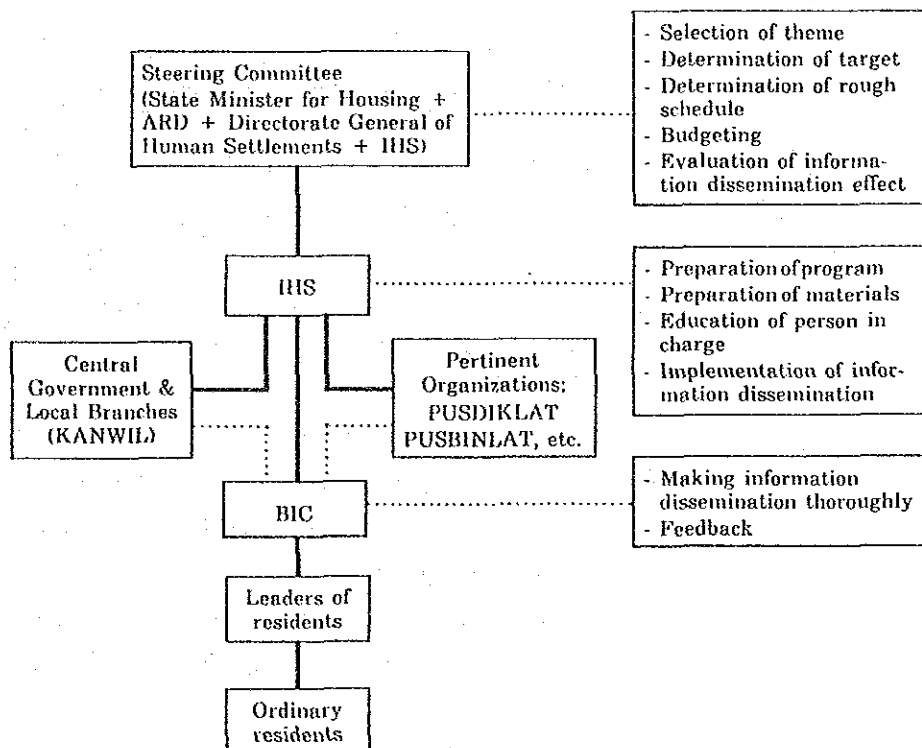 Steering Committee
(State Minister for Housing +
ARD + Directorate General of
Human Settlements + IHS)
- Selection of theme
- Determination of target
- Determination of rough
schedule
- Budgeting
- Evaluation of informa-
tion dissemination effect
IHS
- Preparation of program
- Preparation of materials
- Education of person in
charge
- Implementation of infor-
mation dissemination
Central
Government &
Local Branches
(KANWIL)
Pertinent
Organizations:
PUSDIKLAT
PUSBINLAT, etc.
BIC
- Making information
dissemination thoroughly
- Feedback
Leaders of
residents
Ordinary
residents